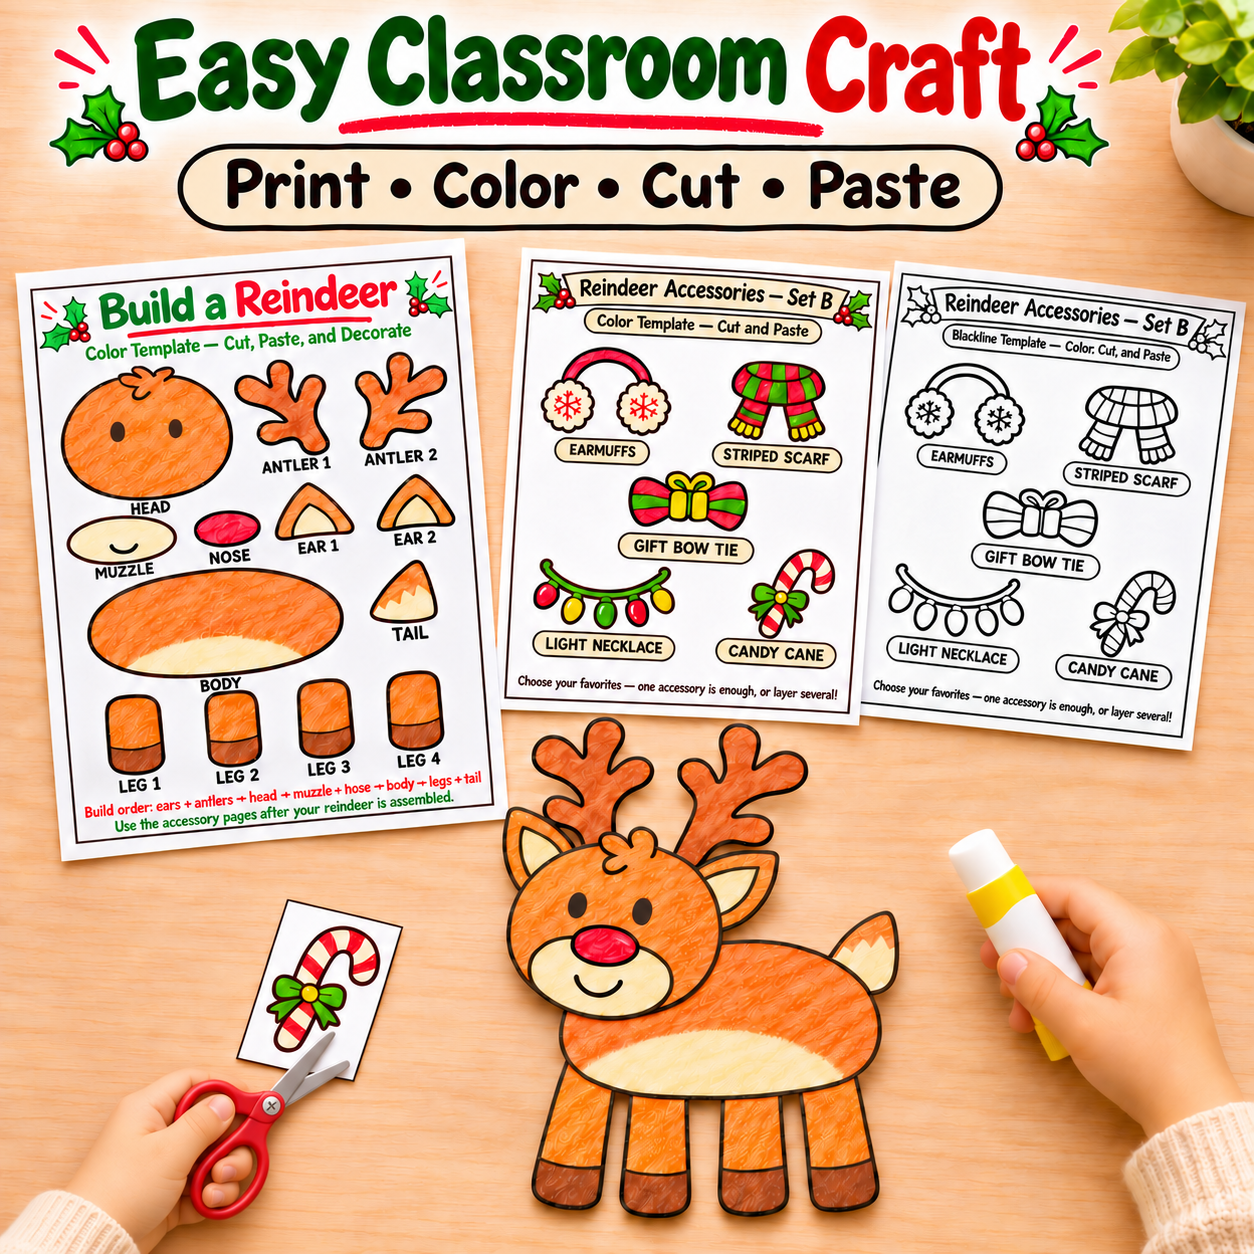 Easy Classroom Craft
Print • Color • Cut • Paste
Build a Reindeer
Color Template — Cut, Paste, and Decorate
HEAD
ANTLER 1
ANTLER 2
MUZZLE
NOSE
EAR 1
EAR 2
BODY
TAIL
LEG 1
LEG 2
LEG 3
LEG 4
Build order: ears + antlers → head → muzzle + hose → body → legs + tail
Use the accessory pages after your reindeer is assembled.
Reindeer Accessories — Set B
Color Template — Cut and Paste
EARMUFFS
STRIPED SCARF
GIFT BOW TIE
LIGHT NECKLACE
CANDY CANE
Choose your favorites — one accessory is enough, or layer several!
Reindeer Accessories — Set B
Blackline Template — Color. Cut, and Paste
EARMUFFS
STRIPED SCARF
GIFT BOW TIE
LIGHT NECKLACE
CANDY CANE
Choose your favorites — one accessory is enough, or layer several!